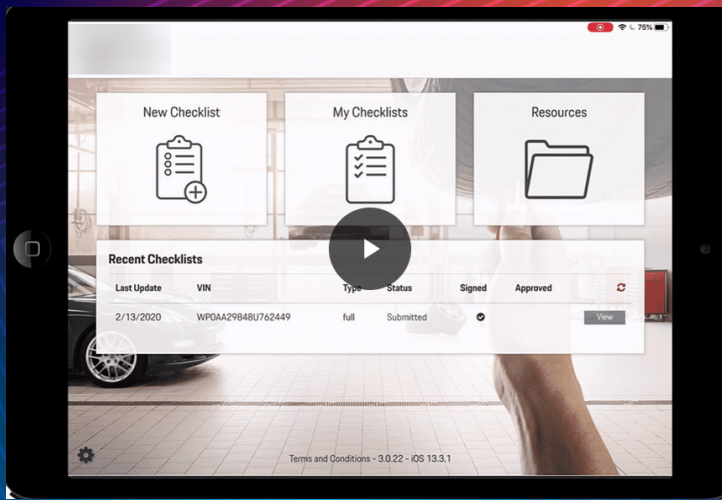 75%
New Checklist
My Checklists
Resources
Recent Checklists
Last Update VIN Type Status Signed Approved
2/13/2020 WP0AA29848U762449 full Submitted View
Terms and Conditions - 3.0.22 - iOS 13.3.1